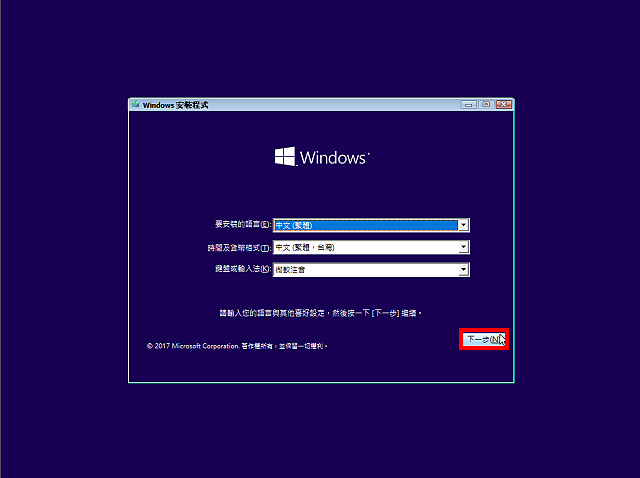 Windows 安裝程式
Windows
要安裝的語言(E): 中文 (繁體)
時間及貨幣格式(T): 中文 (繁體，台灣)
鍵盤或輸入法(K): 微軟注音
請輸入您的語言與其他喜好設定，然後按一下 [下一步] 繼續。
下一步(N)
© 2017 Microsoft Corporation. 著作權所有，並保留一切權利。